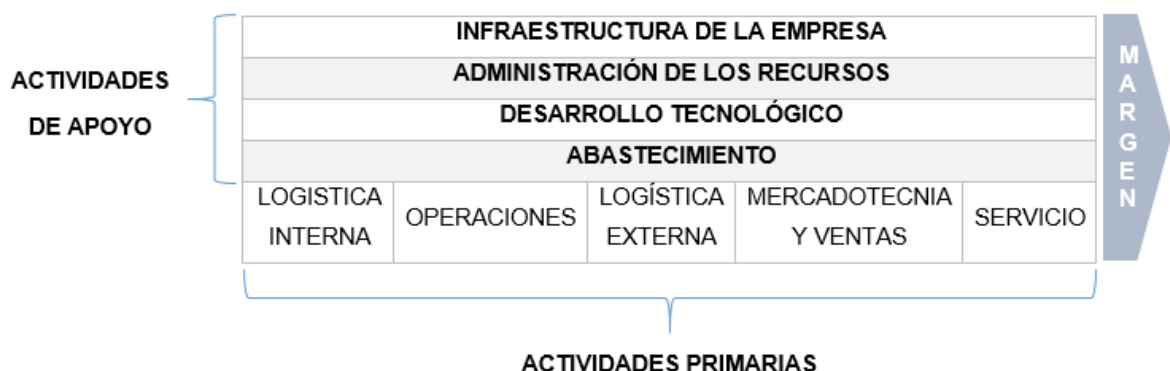 INFRAESTRUCTURA DE LA EMPRESA
ADMINISTRACIÓN DE LOS RECURSOS
DESARROLLO TECNOLÓGICO
ABASTECIMIENTO
ACTIVIDADES
DE APOYO
LOGISTICA
INTERNA
OPERACIONES
LOGÍSTICA
EXTERNA
MERCADOTECNIA
Y VENTAS
SERVICIO
MARGEN
ACTIVIDADES PRIMARIAS